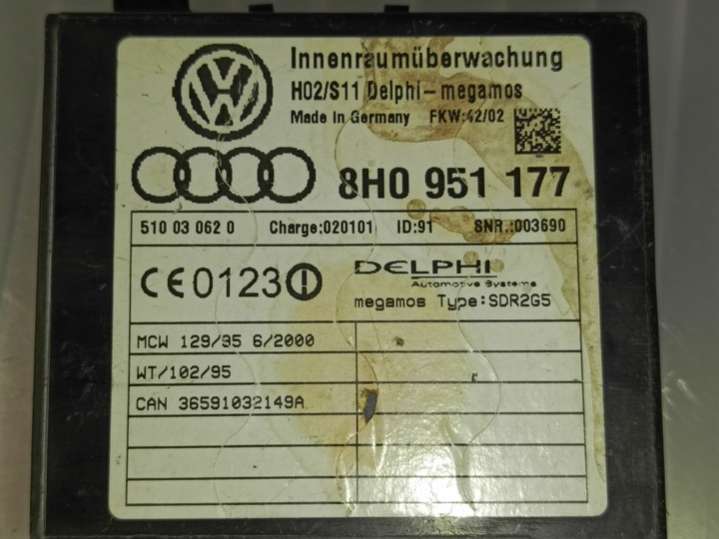 Innenraumüberwachung
H02/S11 Delphi-megamos
Made in Germany FKW:42/02
8H0 951 177
510 03 062 0 Charge:020101 ID:91 SNR.:003690
CE0123
DELPHI
Automotive Systems
megamos Type:SDR2G5
MCW 129/95 6/2000
WT/102/95
CAN 36591032149A